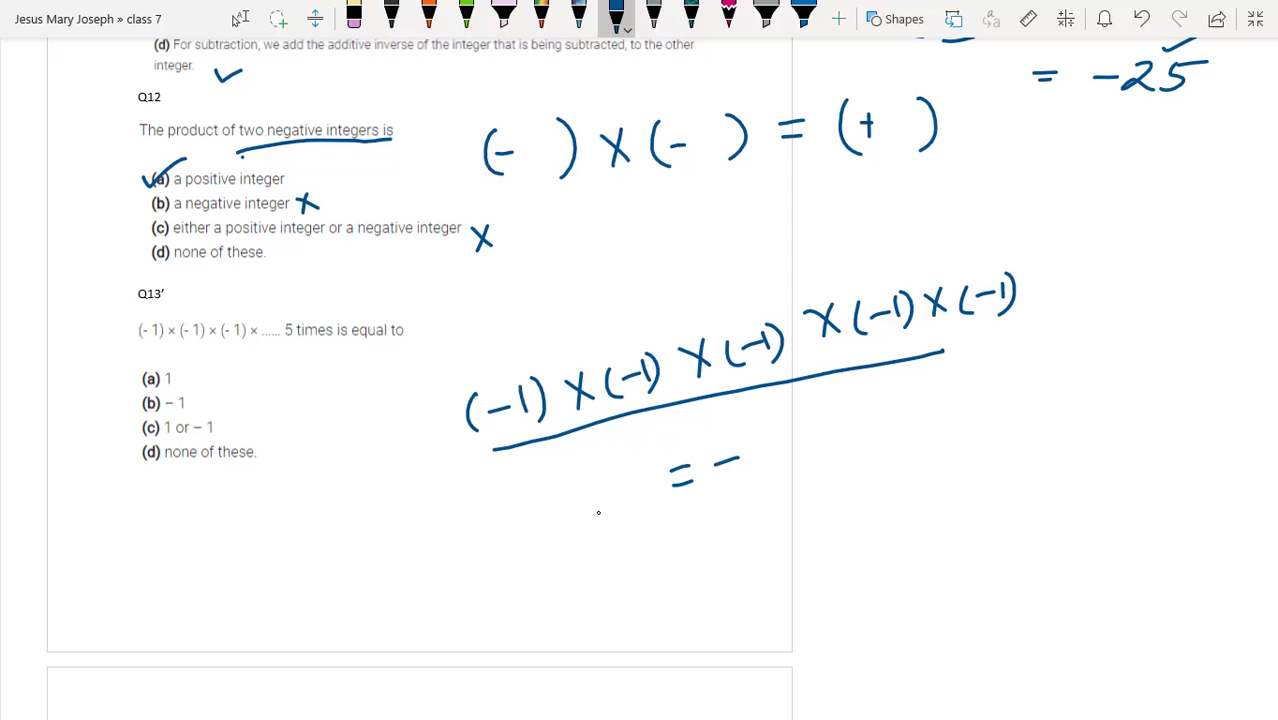 Jesus Mary Joseph » class 7
Shapes
(d) For subtraction, we add the additive inverse of the integer that is being subtracted, to the other
integer.
= -25
Q12
The product of two negative integers is
(- ) × (- ) = (+ )
(a) a positive integer
(b) a negative integer ×
(c) either a positive integer or a negative integer ×
(d) none of these.
Q13'
(- 1) × (- 1) × (- 1) × ...... 5 times is equal to
(-1) × (-1) × (-1) × (-1) × (-1)
(a) 1
(b) – 1
(c) 1 or – 1
(d) none of these.
= -